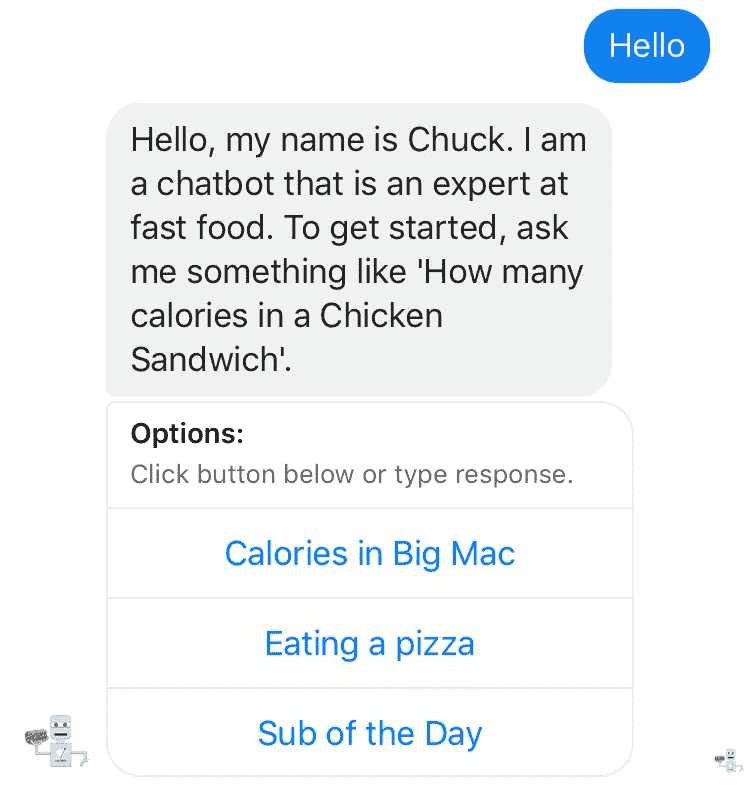 Hello
Hello, my name is Chuck. I am
a chatbot that is an expert at
fast food. To get started, ask
me something like 'How many
calories in a Chicken
Sandwich'.
Options:
Click button below or type response.
Calories in Big Mac
Eating a pizza
Sub of the Day